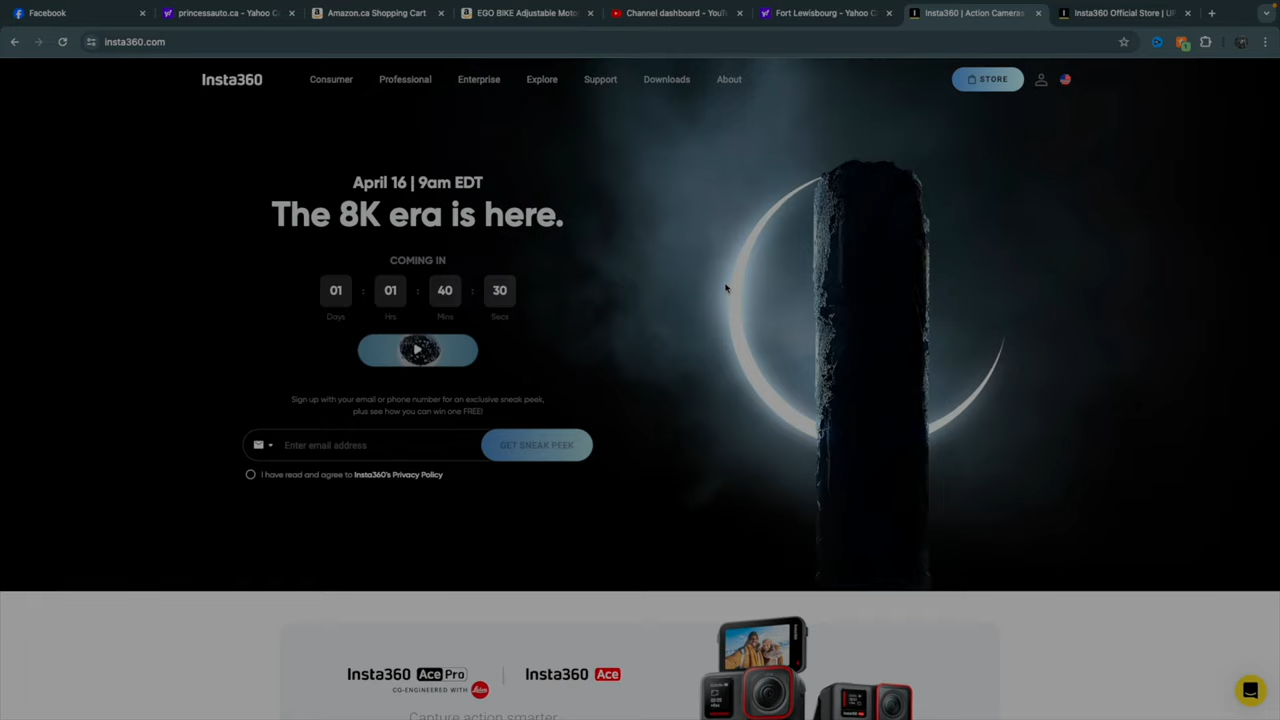 Facebook
princessauto.ca - Yahoo C
Amazon.ca Shopping Cart
EGO BIKE Adjustable Moto
Channel dashboard - YouT
Fort Lewisbourg - Yahoo C
Insta360 | Action Cameras
Insta360 Official Store | UP
insta360.com
Insta360
Consumer
Professional
Enterprise
Explore
Support
Downloads
About
STORE
April 16 | 9am EDT
The 8K era is here.
COMING IN
01 : 01 : 40 : 30
Days Hrs Mins Secs
Sign up with your email or phone number for an exclusive sneak peek,
plus see how you can win one FREE!
Enter email address
GET SNEAK PEEK
I have read and agree to Insta360's Privacy Policy
Insta360 Ace Pro
CO-ENGINEERED WITH Leica
Insta360 Ace
Capture action smarter